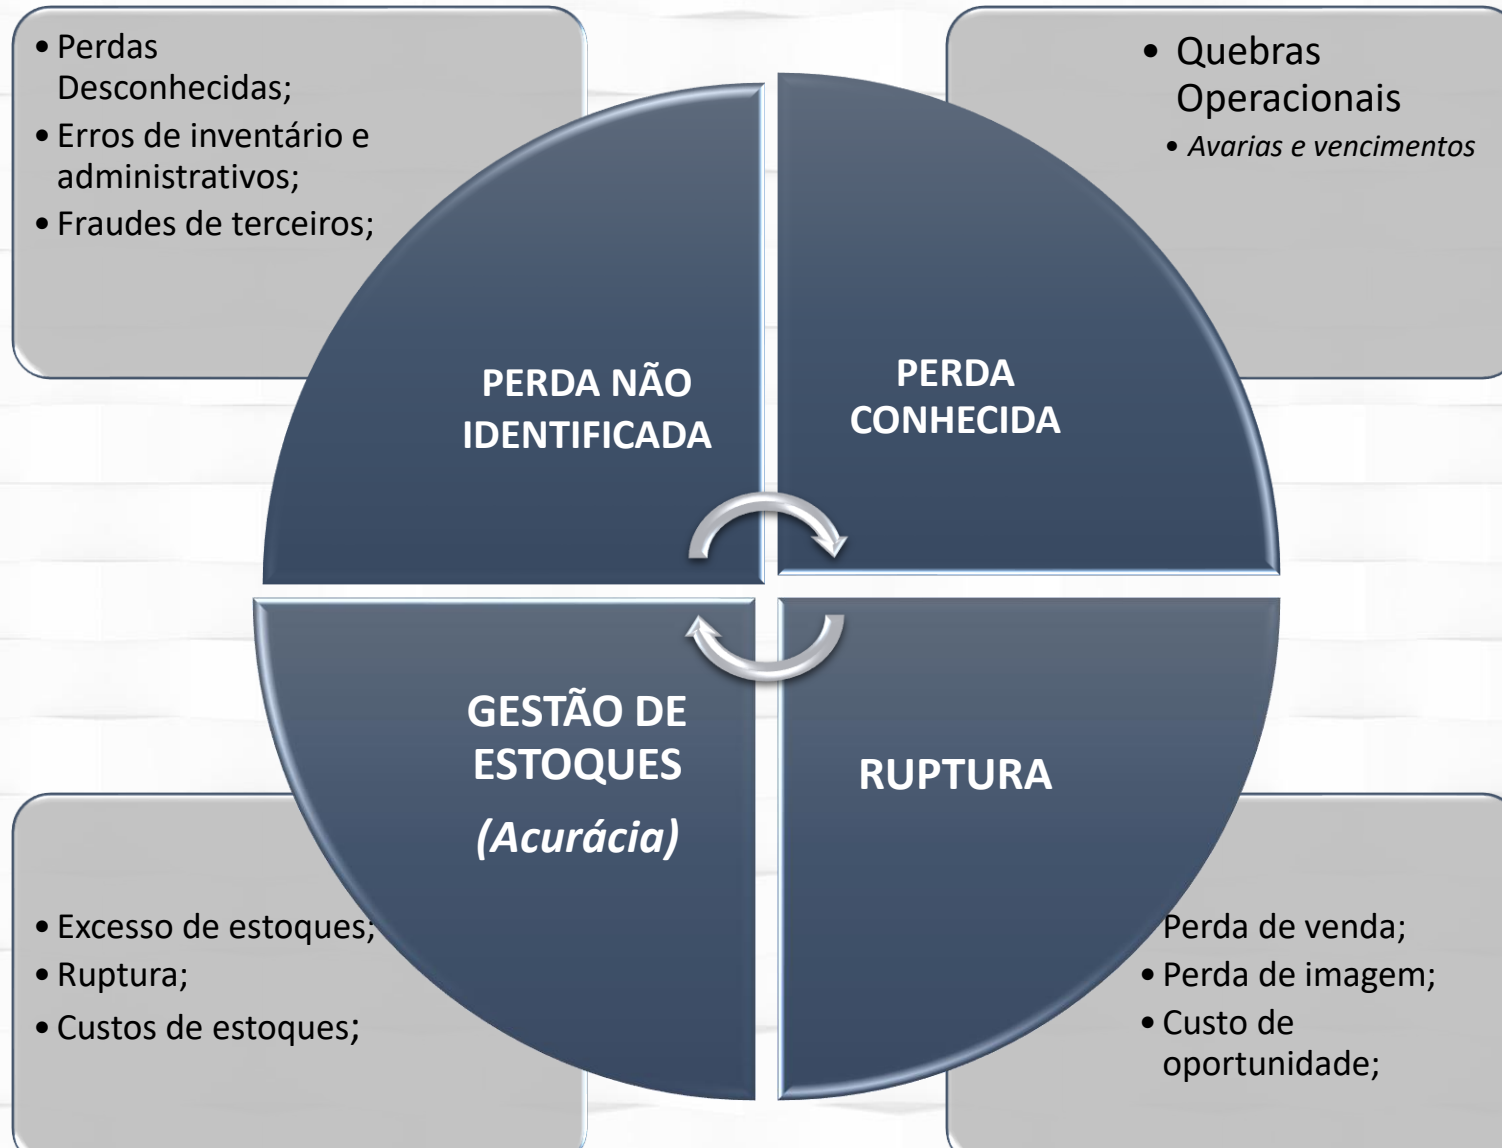 • Perdas
Desconhecidas;
• Erros de inventário e
administrativos;
• Fraudes de terceiros;
• Quebras
Operacionais
• Avarias e vencimentos
PERDA NÃO
IDENTIFICADA
PERDA
CONHECIDA
GESTÃO DE
ESTOQUES
(Acurácia)
RUPTURA
• Excesso de estoques;
• Ruptura;
• Custos de estoques;
Perda de venda;
• Perda de imagem;
• Custo de
oportunidade;